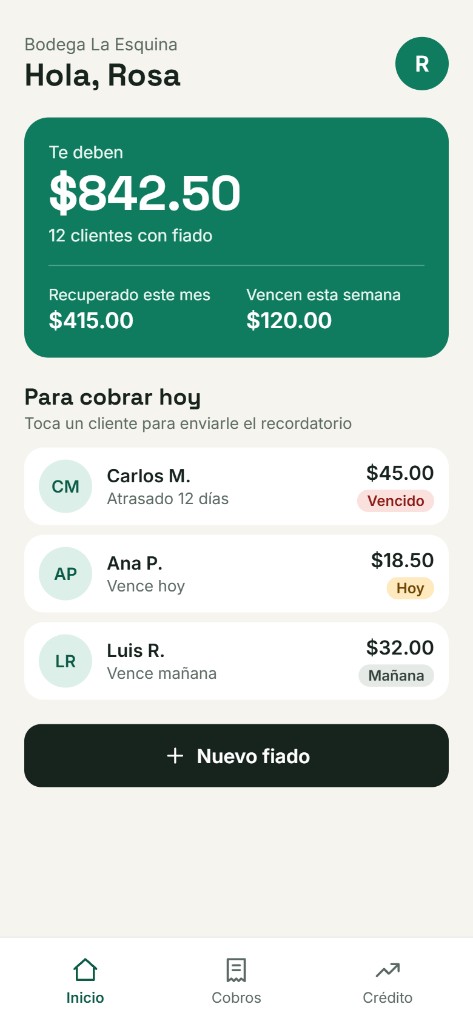 Bodega La Esquina
Hola, Rosa
R
Te deben
$842.50
12 clientes con fiado
Recuperado este mes
$415.00
Vencen esta semana
$120.00
Para cobrar hoy
Toca un cliente para enviarle el recordatorio
CM
Carlos M.
Atrasado 12 días
$45.00
Vencido
AP
Ana P.
Vence hoy
$18.50
Hoy
LR
Luis R.
Vence mañana
$32.00
Mañana
Nuevo fiado
Inicio
Cobros
Crédito